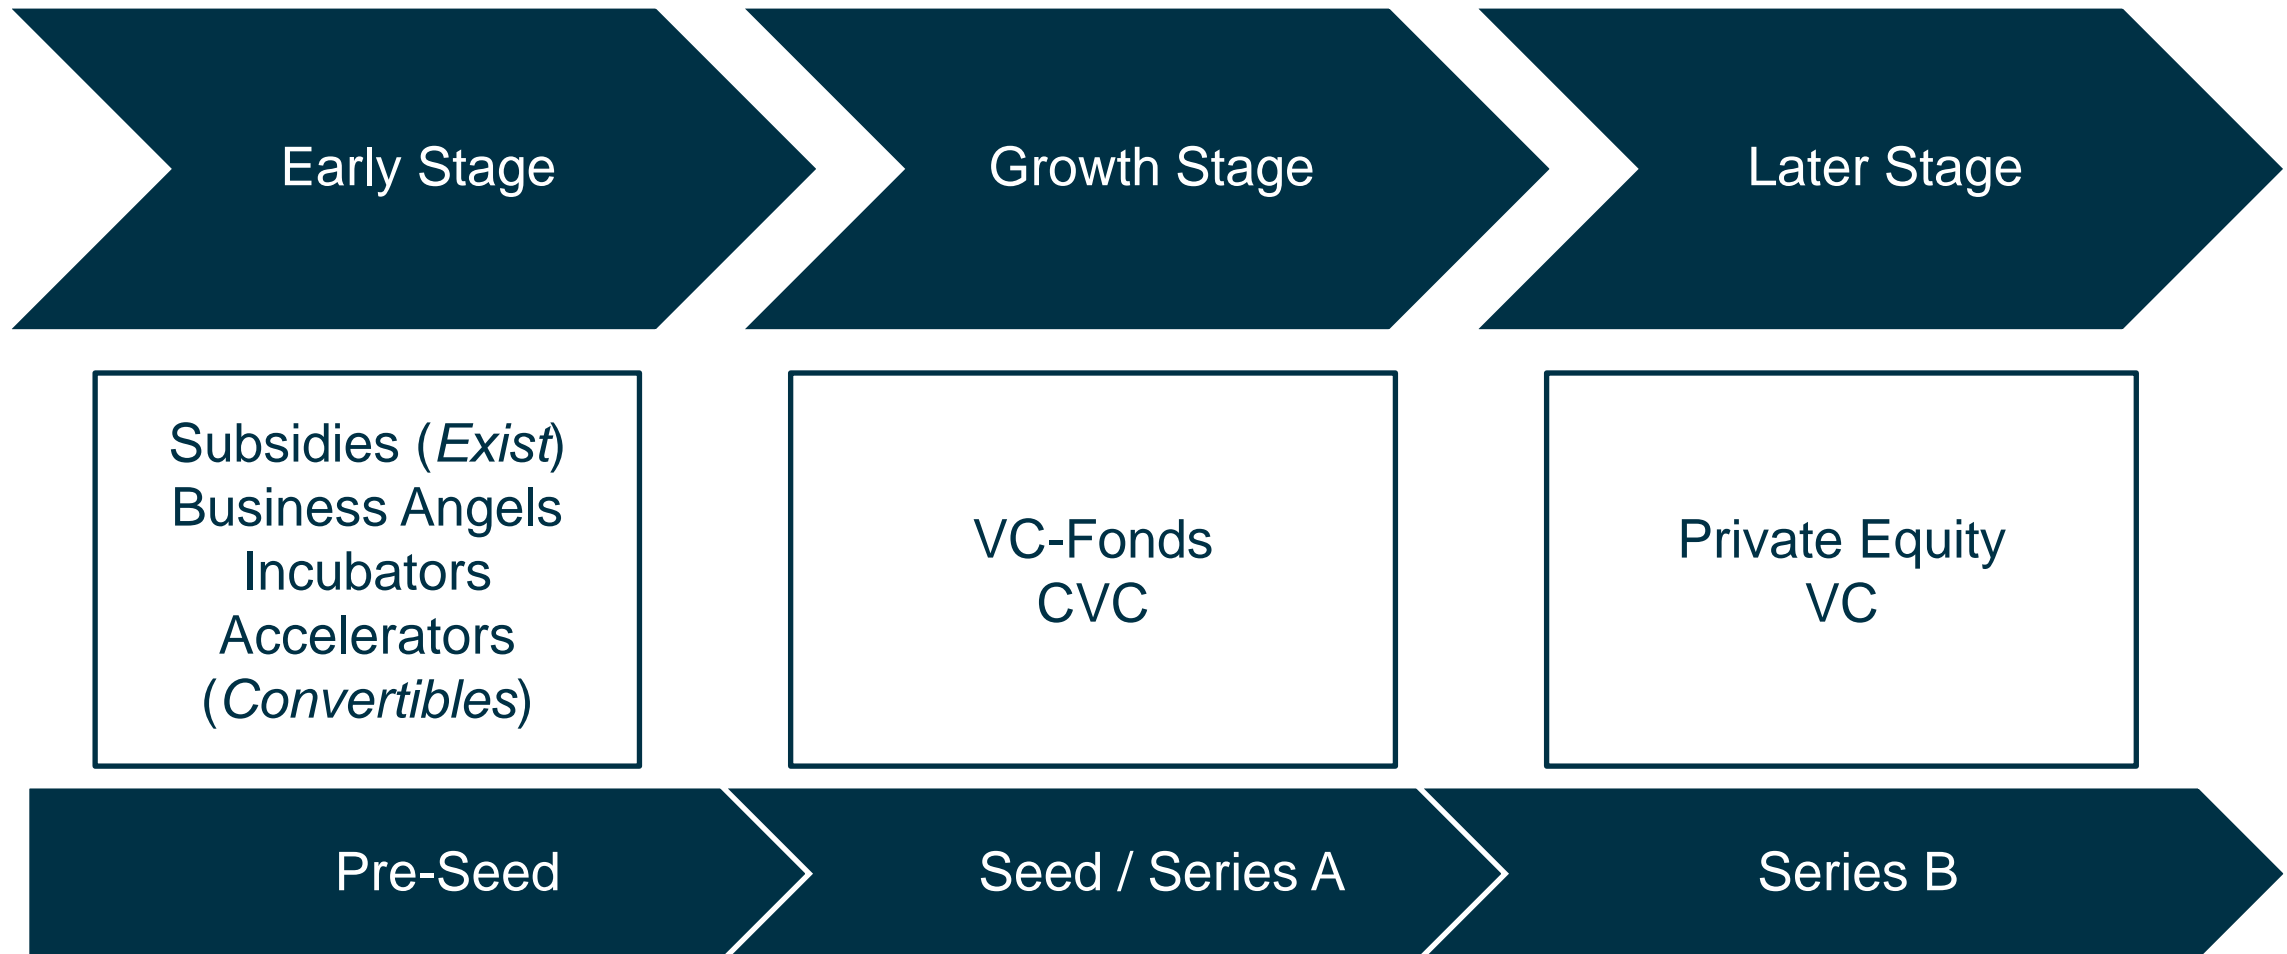 Early Stage
Growth Stage
Later Stage
Subsidies (Exist)
Business Angels
Incubators
Accelerators
(Convertibles)
VC-Fonds
CVC
Private Equity
VC
Pre-Seed
Seed / Series A
Series B